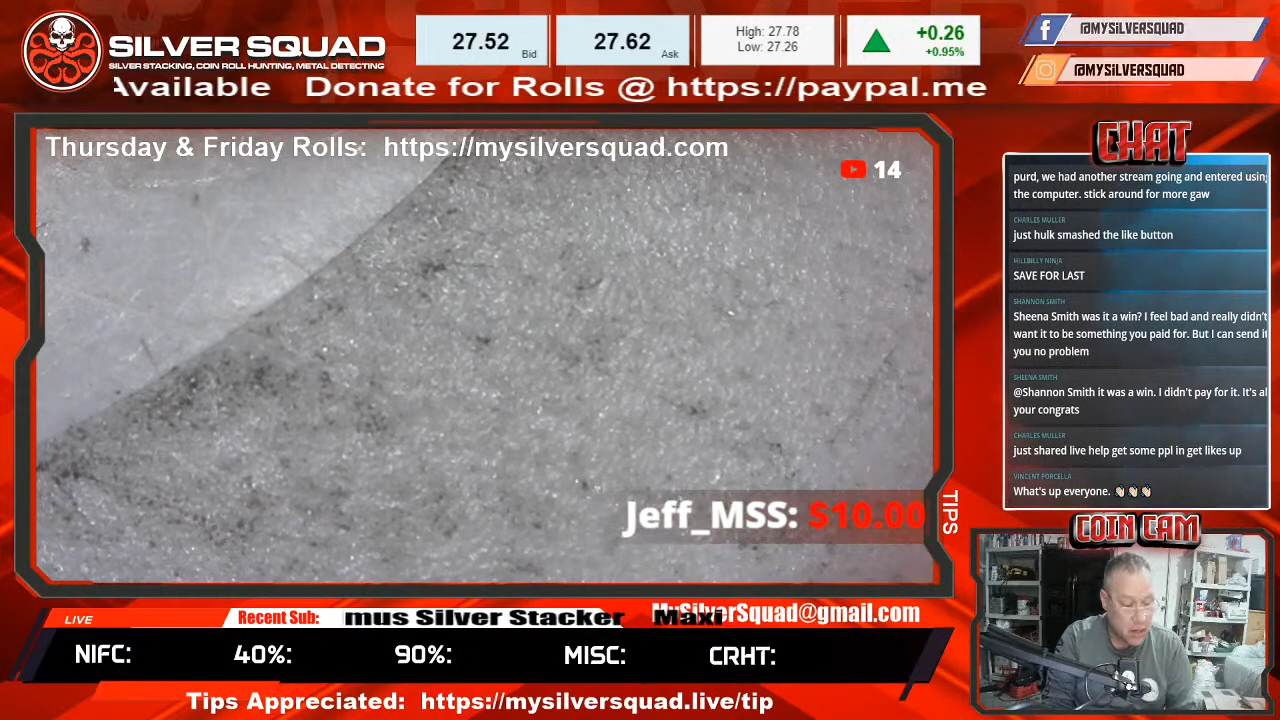 SILVER SQUAD
SILVER STACKING, COIN ROLL HUNTING, METAL DETECTING
27.52
Bid
27.62
Ask
High: 27.78
Low: 27.26
+0.26
+0.95%
@MYSILVERSQUAD
@MYSILVERSQUAD
Available Donate for Rolls @ https://paypal.me
Thursday & Friday Rolls: https://mysilversquad.com
14
CHAT
purd, we had another stream going and entered using
the computer. stick around for more gaw
CHARLES MULLER
just hulk smashed the like button
HILLBILLY NINJA
SAVE FOR LAST
SHANNON SMITH
Sheena Smith was it a win? I feel bad and really didn't
want it to be something you paid for. But I can send it
you no problem
SHEENA SMITH
@Shannon Smith it was a win. I didn't pay for it. It's al
your congrats
CHARLES MULLER
just shared live help get some ppl in get likes up
VINCENT PORCELLA
What's up everyone. 👏🏻👏🏻👏🏻
Jeff_MSS: $10.00
TIPS
COIN CAM
LIVE
Recent Sub:
mus Silver Stacker Maxi
MySilverSquad@gmail.com
NIFC: 40%: 90%: MISC: CRHT:
Tips Appreciated: https://mysilversquad.live/tip